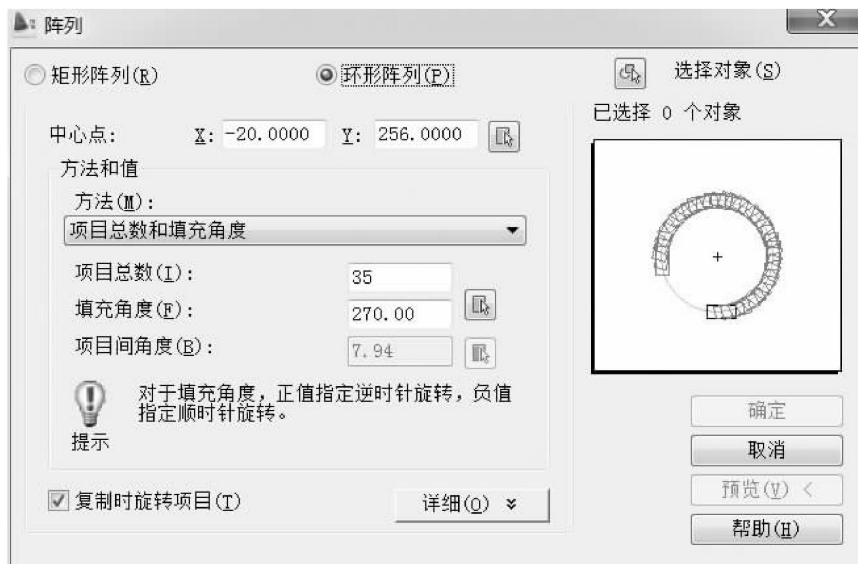 阵列
矩形阵列(R)
环形阵列(P)
选择对象(S)
已选择 0 个对象
中心点: X: -20.0000 Y: 256.0000
方法和值
方法(M):
项目总数和填充角度
项目总数(I): 35
填充角度(F): 270.00
项目间角度(B): 7.94
对于填充角度，正值指定逆时针旋转，负值
指定顺时针旋转。
提示
复制时旋转项目(T)
详细(O)
确定
取消
预览(V) <
帮助(H)